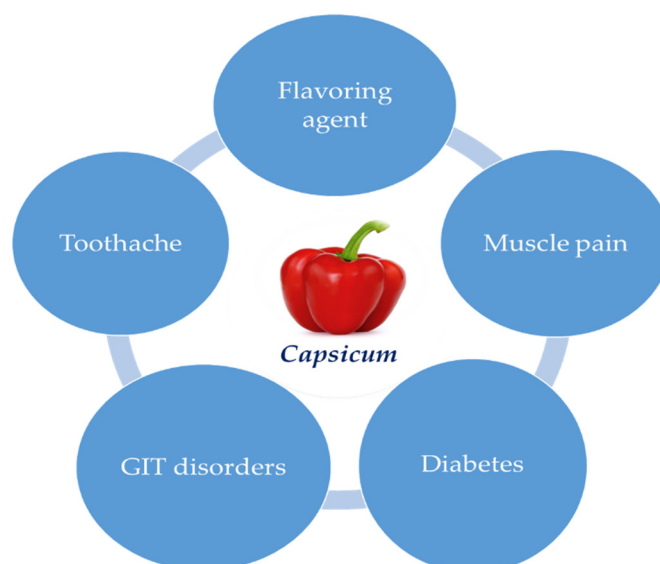 Flavoring
agent
Toothache
Muscle pain
Capsicum
GIT disorders
Diabetes